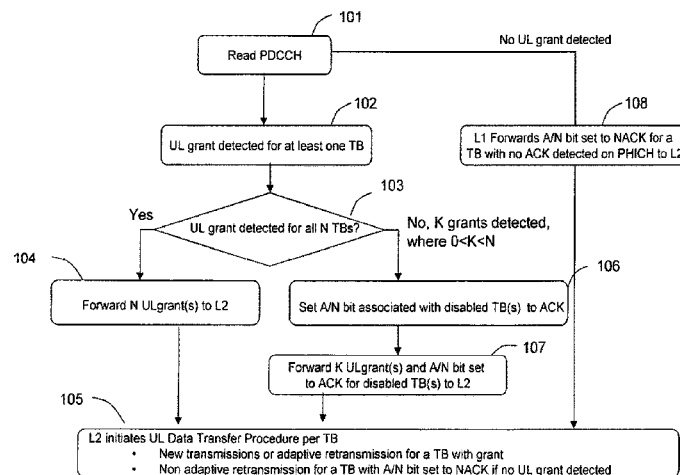 101
Read PDCCH
No UL grant detected
102
UL grant detected for at least one TB
108
L1 Forwards A/N bit set to NACK for a
TB with no ACK detected on PHICH to L2
103
Yes
UL grant detected for all N TBs?
No, K grants detected,
where 0<K<N
104
Forward N ULgrant(s) to L2
106
Set A/N bit associated with disabled TB(s) to ACK
107
Forward K ULgrant(s) and A/N bit set
to ACK for disabled TB(s) to L2
105
L2 initiates UL Data Transfer Procedure per TB
• New transmissions or adaptive retransmission for a TB with grant
• Non adaptive retransmission for a TB with A/N bit set to NACK if no UL grant detected